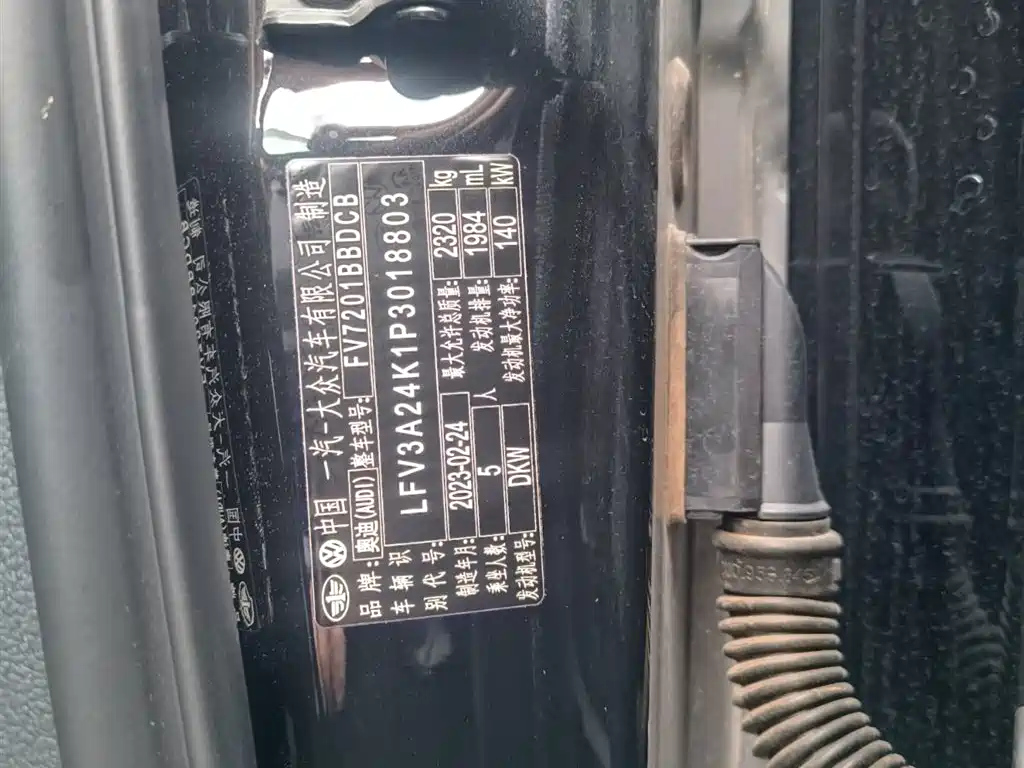 中国 一汽-大众汽车有限公司 制造
品牌: 奥迪(AUDI) 整车型号: FV7201BBDCB
车辆识别代号: LFV3A24K1P3018803
制造年月: 2023-02-24 最大允许总质量: 2320 kg
乘坐人数: 5 人 发动机排量: 1984 mL
发动机型号: DKW 发动机最大净功率: 140 kW